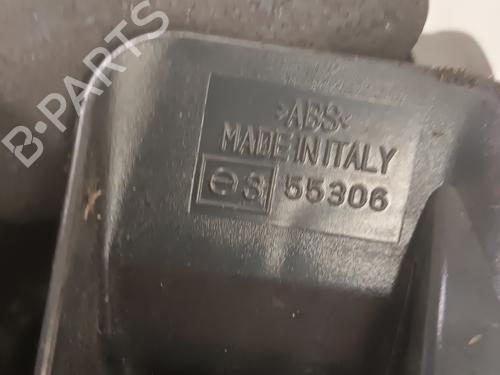 B-PARTS
>ABS<
MADE IN ITALY
e3 55306